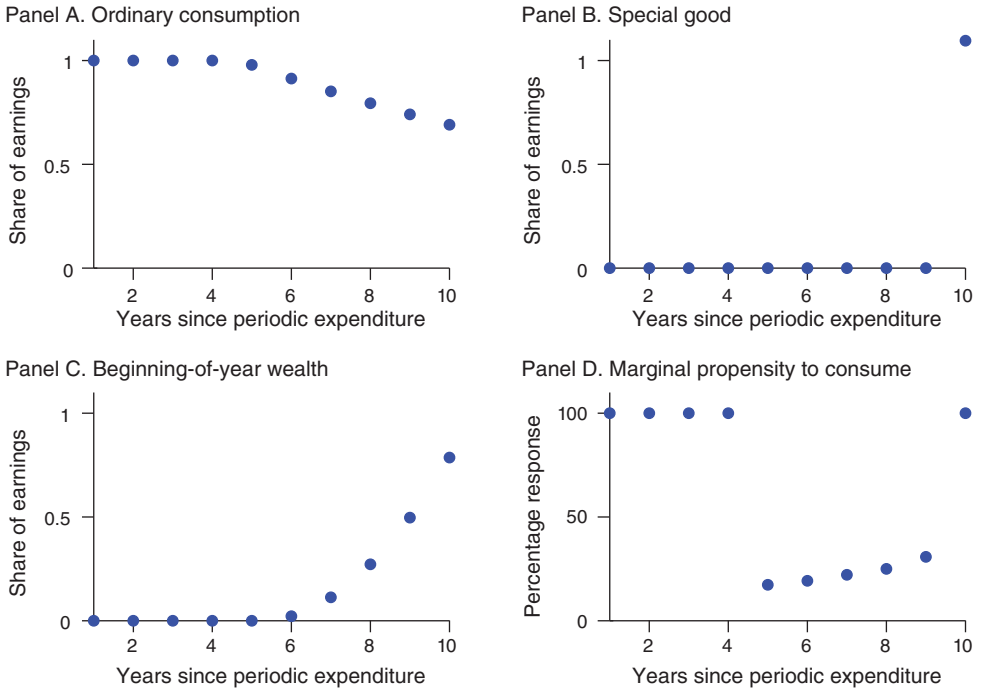 Panel A. Ordinary consumption
Share of earnings
1
0.5
0
2 4 6 8 10
Years since periodic expenditure
Panel B. Special good
Share of earnings
1
0.5
0
2 4 6 8 10
Years since periodic expenditure
Panel C. Beginning-of-year wealth
Share of earnings
1
0.5
0
2 4 6 8 10
Years since periodic expenditure
Panel D. Marginal propensity to consume
Percentage response
100
50
0
2 4 6 8 10
Years since periodic expenditure